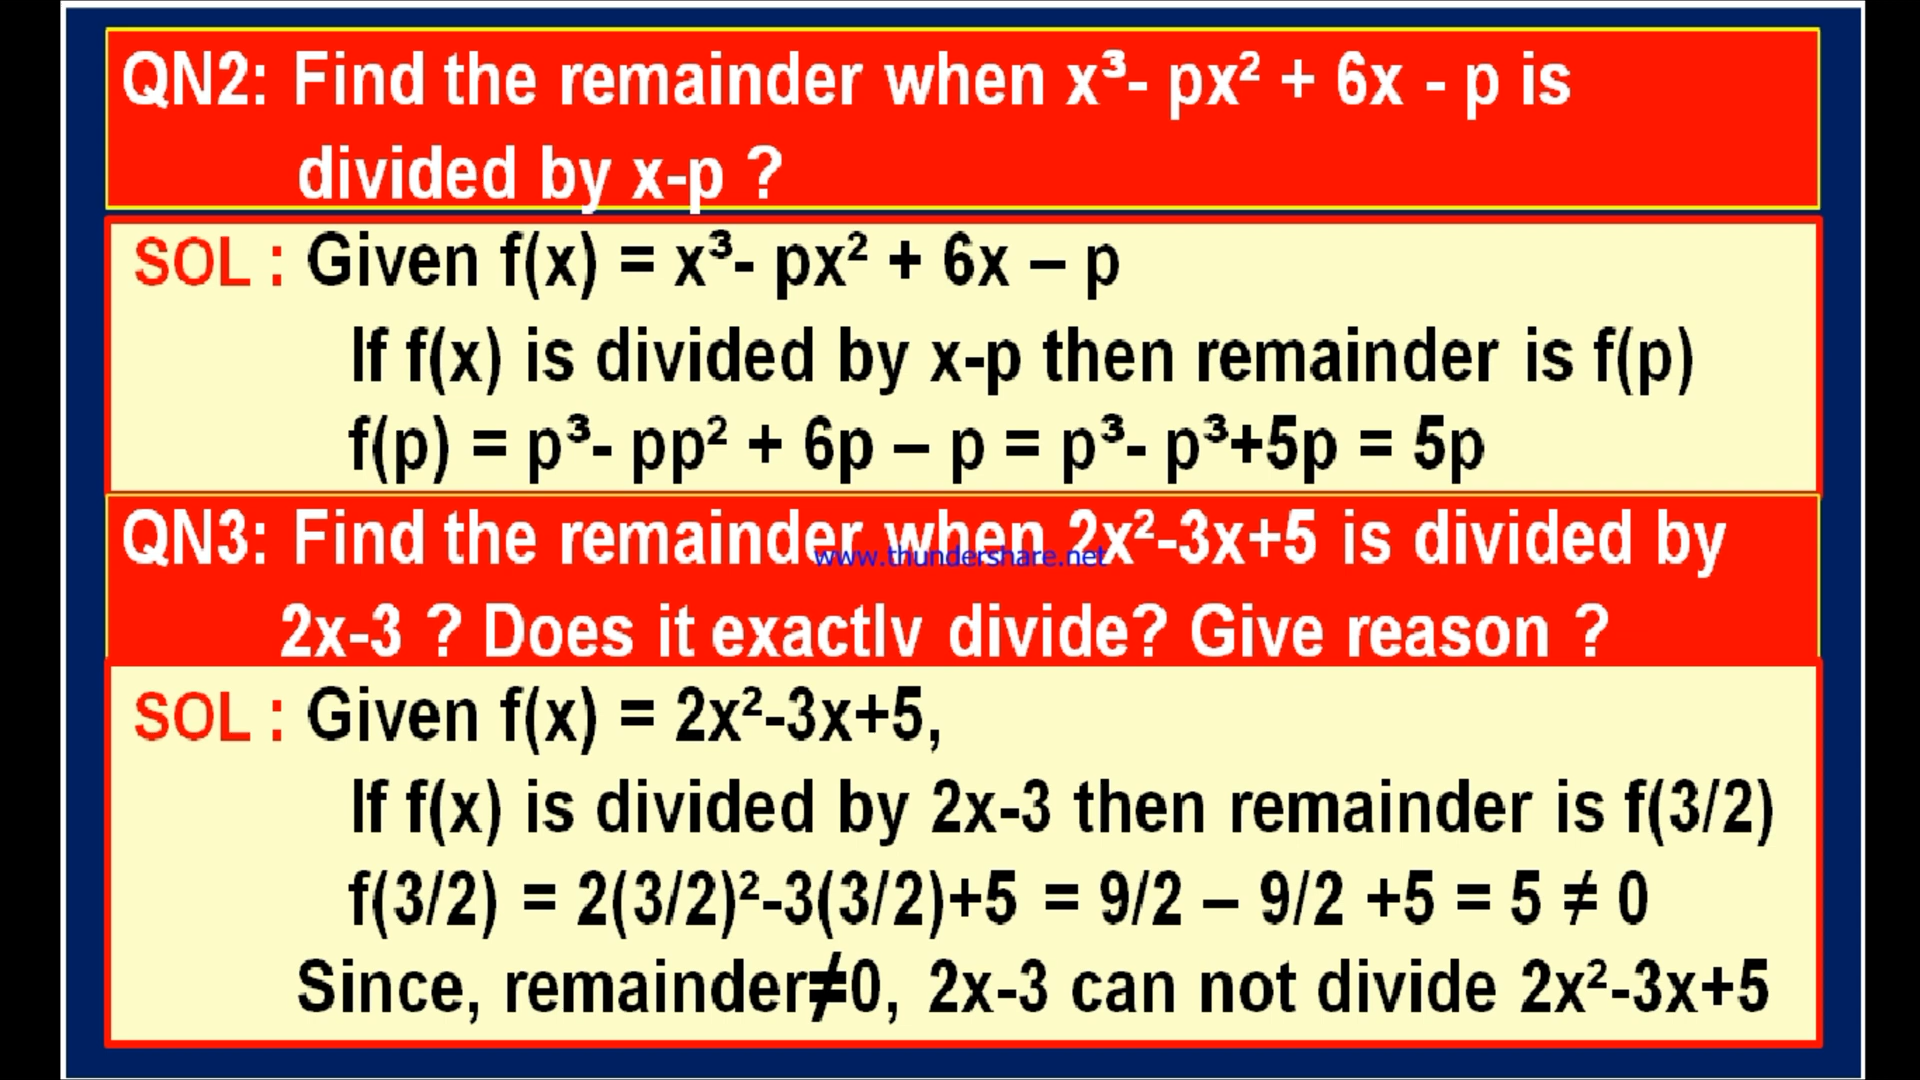 QN2: Find the remainder when x³- px² + 6x - p is
divided by x-p ?
SOL : Given f(x) = x³- px² + 6x – p
If f(x) is divided by x-p then remainder is f(p)
f(p) = p³- pp² + 6p – p = p³- p³+5p = 5p
QN3: Find the remainder when 2x²-3x+5 is divided by
www.thundershare.net
2x-3 ? Does it exactly divide? Give reason ?
SOL : Given f(x) = 2x²-3x+5,
If f(x) is divided by 2x-3 then remainder is f(3/2)
f(3/2) = 2(3/2)²-3(3/2)+5 = 9/2 – 9/2 +5 = 5 ≠ 0
Since, remainder≠0, 2x-3 can not divide 2x²-3x+5